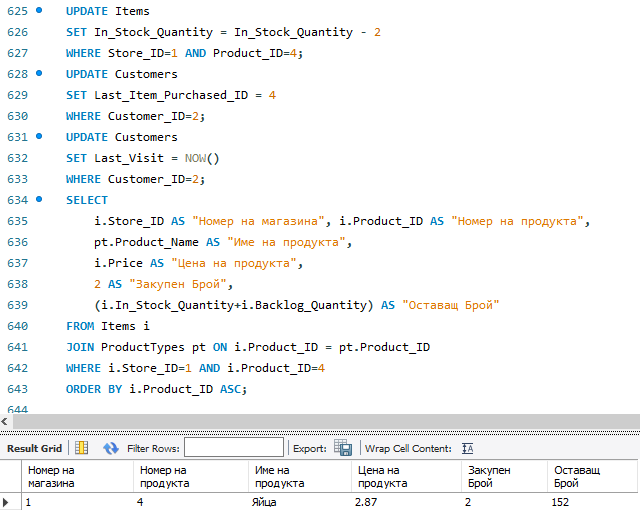 625 UPDATE Items
626 SET In_Stock_Quantity = In_Stock_Quantity - 2
627 WHERE Store_ID=1 AND Product_ID=4;
628 UPDATE Customers
629 SET Last_Item_Purchased_ID = 4
630 WHERE Customer_ID=2;
631 UPDATE Customers
632 SET Last_Visit = NOW()
633 WHERE Customer_ID=2;
634 SELECT
635 i.Store_ID AS "Номер на магазина", i.Product_ID AS "Номер на продукта",
636 pt.Product_Name AS "Име на продукта",
637 i.Price AS "Цена на продукта",
638 2 AS "Закупен Брой",
639 (i.In_Stock_Quantity+i.Backlog_Quantity) AS "Оставащ Брой"
640 FROM Items i
641 JOIN ProductTypes pt ON i.Product_ID = pt.Product_ID
642 WHERE i.Store_ID=1 AND i.Product_ID=4
643 ORDER BY i.Product_ID ASC;
644
Result Grid Filter Rows: Export: Wrap Cell Content:
Номер на Номер на Име на Цена на Закупен Оставащ
магазина продукта продукта продукта Брой Брой
1 4 Яйца 2.87 2 152